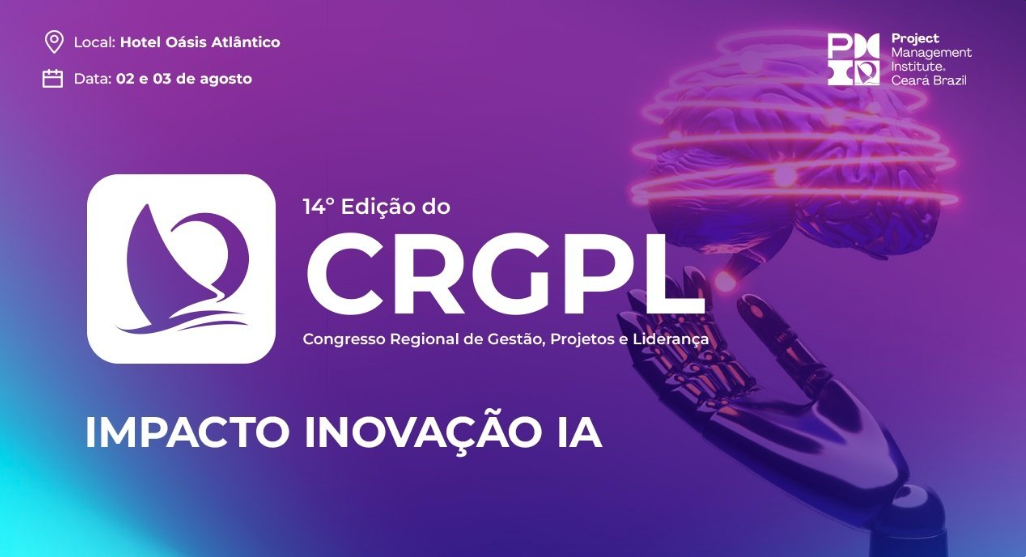 Local: Hotel Oásis Atlântico
Data: 02 e 03 de agosto
PMI
Project
Management
Institute.
Ceará Brazil
14º Edição do
CRGPL
Congresso Regional de Gestão, Projetos e Liderança
IMPACTO INOVAÇÃO IA